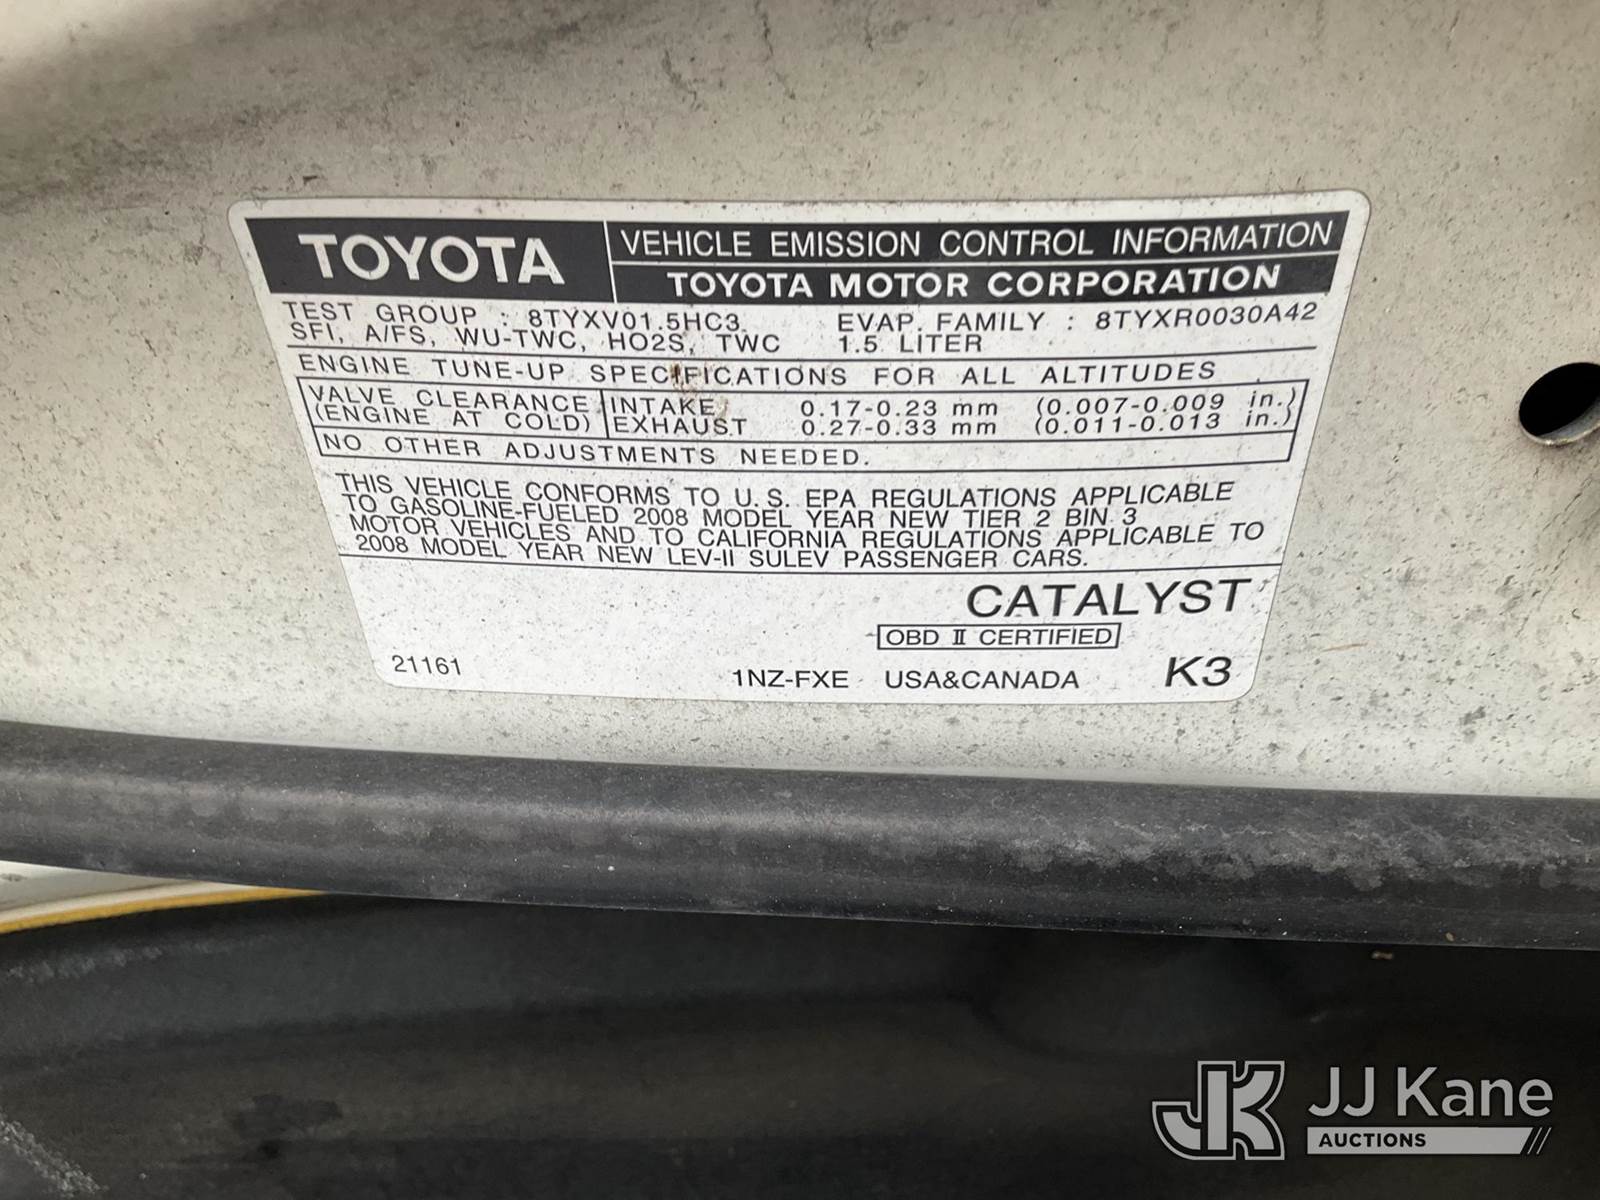 TOYOTA
VEHICLE EMISSION CONTROL INFORMATION
TOYOTA MOTOR CORPORATION
TEST GROUP : 8TYXV01.5HC3 EVAP. FAMILY : 8TYXR0030A42
SFI, A/FS, WU-TWC, HO2S, TWC 1.5 LITER
ENGINE TUNE-UP SPECIFICATIONS FOR ALL ALTITUDES
VALVE CLEARANCE INTAKE 0.17-0.23 mm (0.007-0.009 in.)
(ENGINE AT COLD) EXHAUST 0.27-0.33 mm (0.011-0.013 in.)
NO OTHER ADJUSTMENTS NEEDED.
THIS VEHICLE CONFORMS TO U.S. EPA REGULATIONS APPLICABLE
TO GASOLINE-FUELED 2008 MODEL YEAR NEW TIER 2 BIN 3
MOTOR VEHICLES AND TO CALIFORNIA REGULATIONS APPLICABLE TO
2008 MODEL YEAR NEW LEV-II SULEV PASSENGER CARS.
CATALYST
OBD II CERTIFIED
21161 1NZ-FXE USA&CANADA K3
JK JJ Kane
AUCTIONS